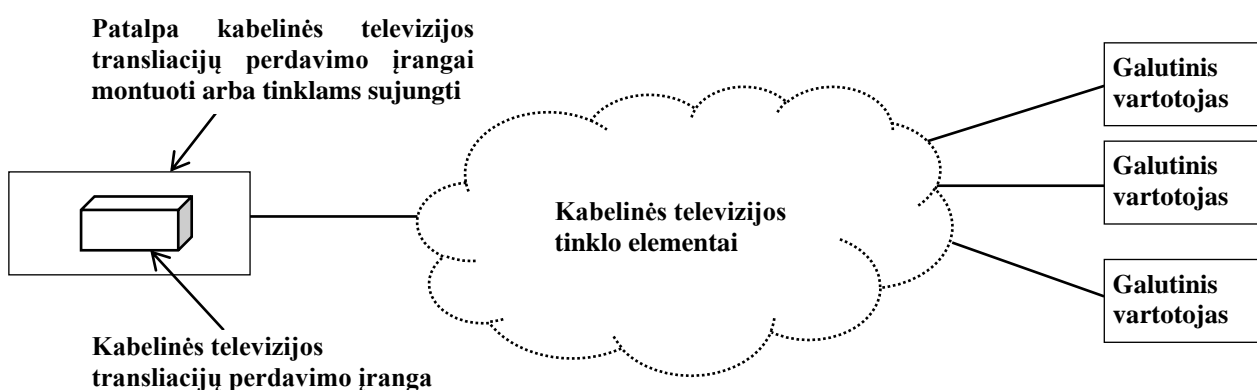 Patalpa kabelinės televizijos
transliacijų perdavimo įrangai
montuoti arba tinklams sujungti
Galutinis
vartotojas
Galutinis
vartotojas
Kabelinės televizijos
tinklo elementai
Galutinis
vartotojas
Kabelinės televizijos
transliacijų perdavimo įranga